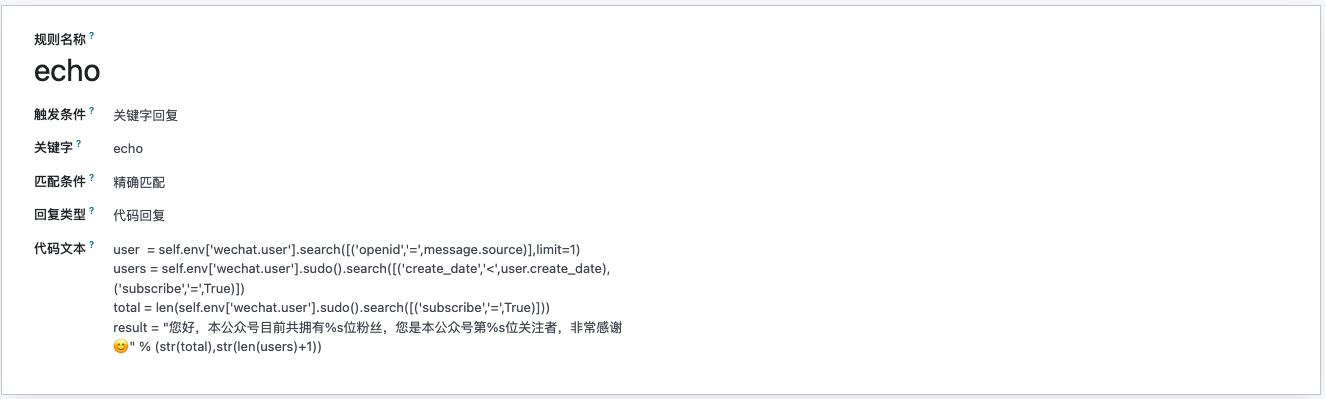 规则名称 ?
echo
触发条件 ? 关键字回复
关键字 ? echo
匹配条件 ? 精确匹配
回复类型 ? 代码回复
代码文本 ? user  = self.env['wechat.user'].search([('openid','=',message.source)],limit=1)
users = self.env['wechat.user'].sudo().search([('create_date','<',user.create_date),
('subscribe','=',True)])
total = len(self.env['wechat.user'].sudo().search([('subscribe','=',True)]))
result = "您好，本公众号目前共拥有%s位粉丝，您是本公众号第%s位关注者，非常感谢
😊" % (str(total),str(len(users)+1))